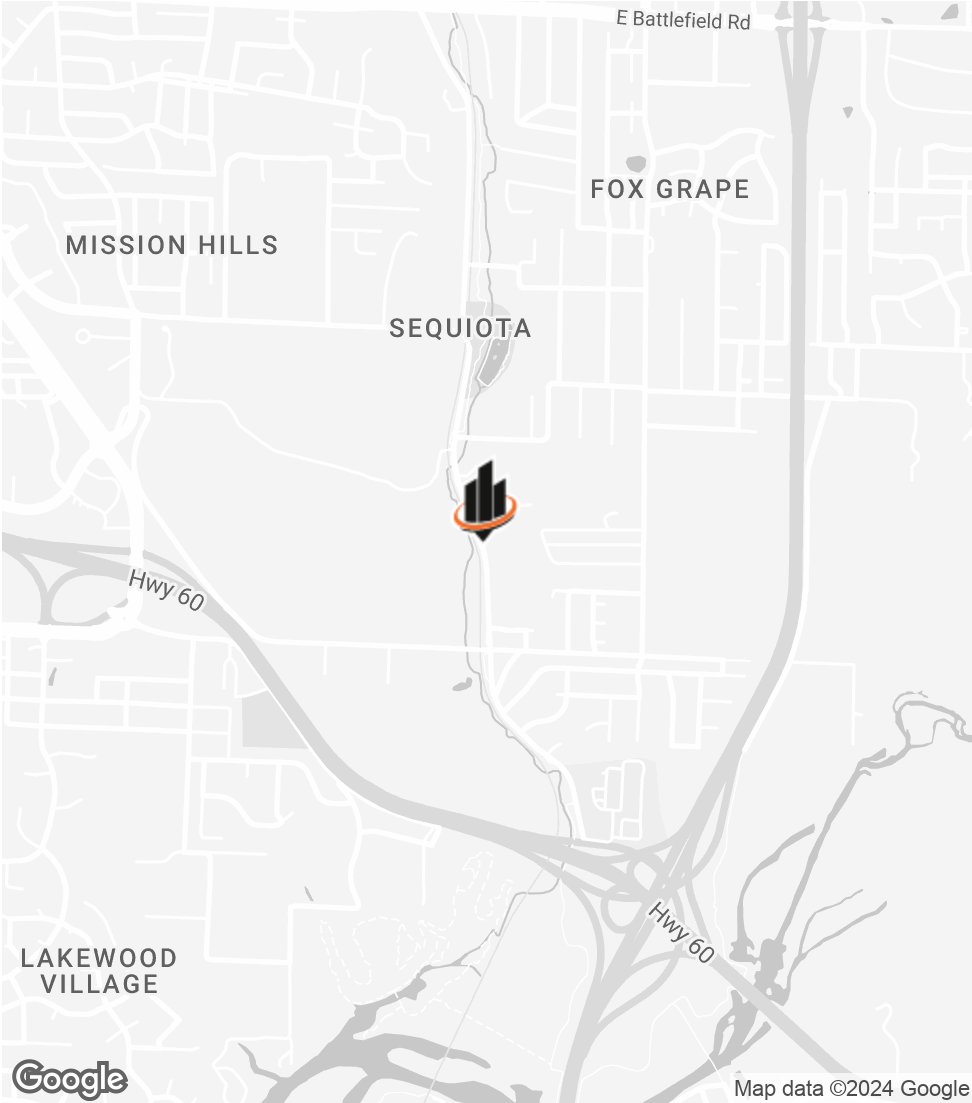 E Battlefield Rd
FOX GRAPE
MISSION HILLS
SEQUIOTA
Hwy 60
Hwy 60
LAKEWOOD
VILLAGE
Google
Map data ©2024 Google